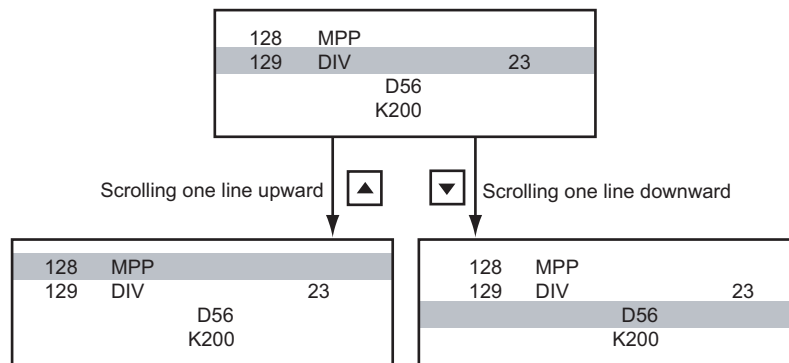 128 MPP
129 DIV 23
D56
K200
Scrolling one line upward
Scrolling one line downward
128 MPP
129 DIV 23
D56
K200
128 MPP
129 DIV 23
D56
K200